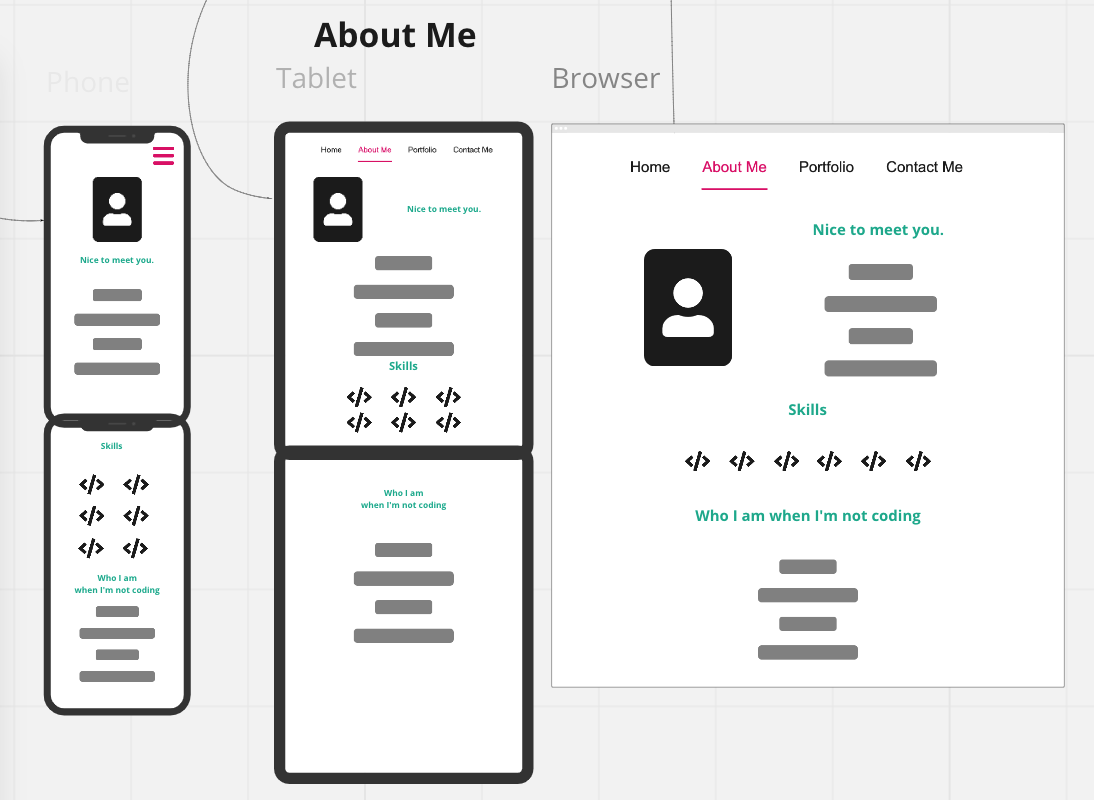 About Me
Phone
Tablet
Browser
Nice to meet you.
Skills
</>
</>
</>
</>
</>
</>
Who I am
when I'm not coding
Home About Me Portfolio Contact Me
Nice to meet you.
Skills
</> </> </>
</> </> </>
Who I am
when I'm not coding
Home About Me Portfolio Contact Me
Nice to meet you.
Skills
</> </> </> </> </> </>
Who I am when I'm not coding